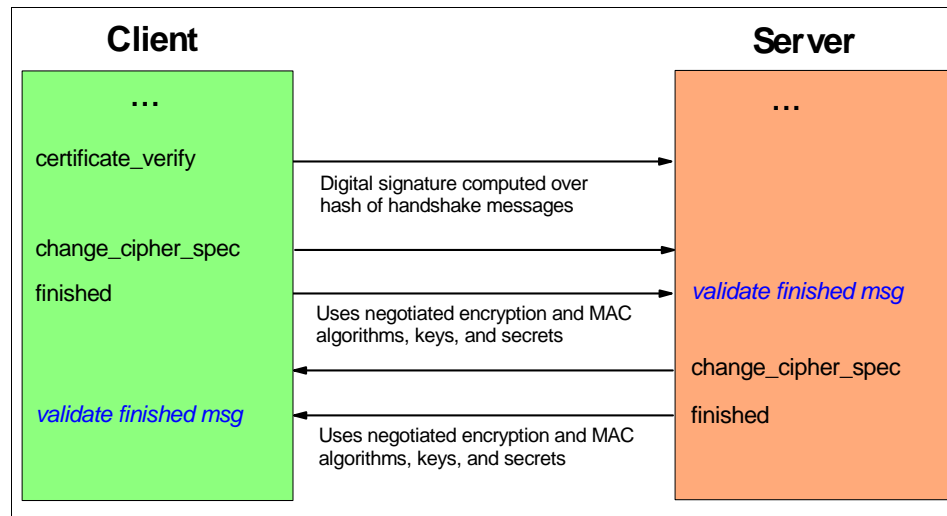 Client
Server
...
...
certificate_verify
Digital signature computed over
hash of handshake messages
change_cipher_spec
finished
validate finished msg
Uses negotiated encryption and MAC
algorithms, keys, and secrets
change_cipher_spec
validate finished msg
finished
Uses negotiated encryption and MAC
algorithms, keys, and secrets